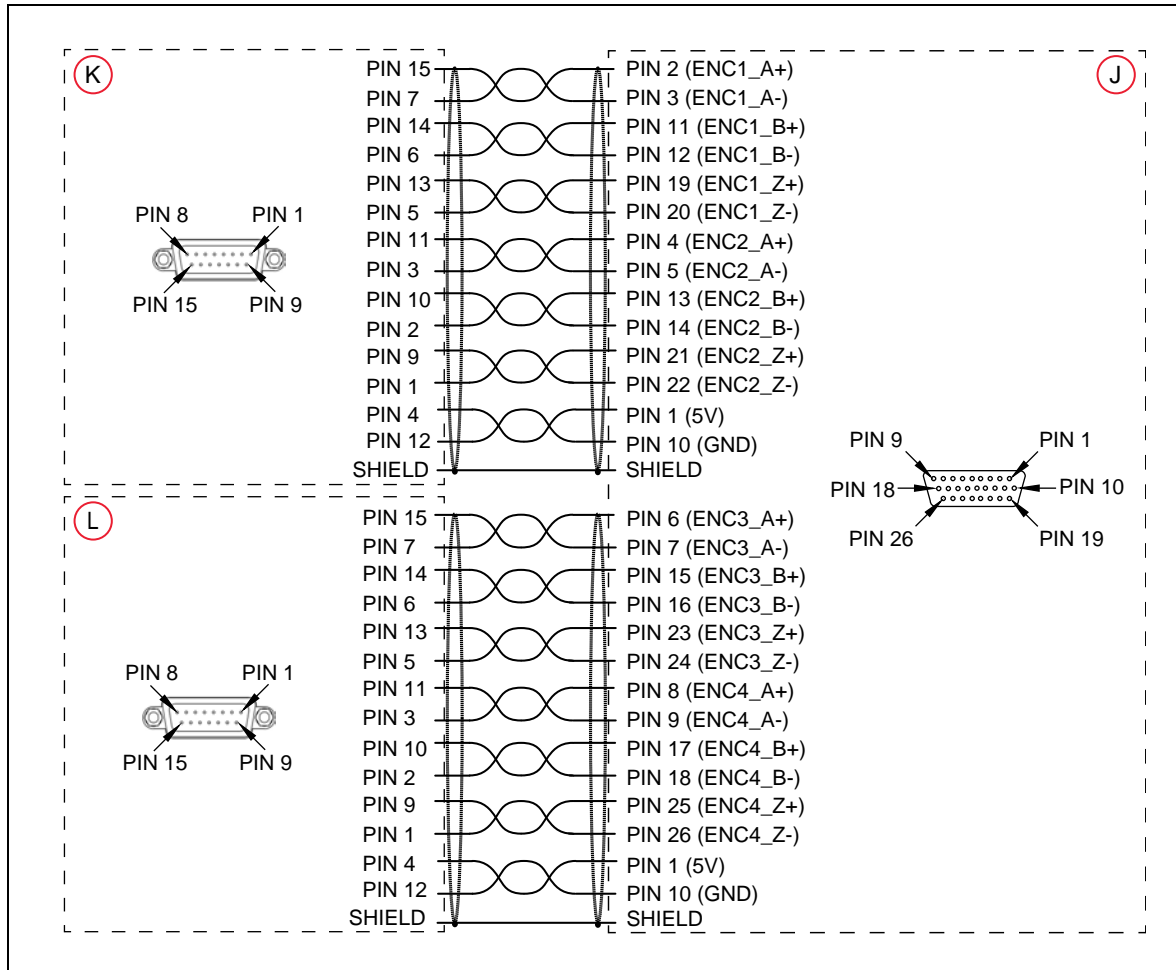 K
J
PIN 15 PIN 2 (ENC1_A+)
PIN 7 PIN 3 (ENC1_A-)
PIN 14 PIN 11 (ENC1_B+)
PIN 6 PIN 12 (ENC1_B-)
PIN 13 PIN 19 (ENC1_Z+)
PIN 5 PIN 20 (ENC1_Z-)
PIN 11 PIN 4 (ENC2_A+)
PIN 3 PIN 5 (ENC2_A-)
PIN 10 PIN 13 (ENC2_B+)
PIN 2 PIN 14 (ENC2_B-)
PIN 9 PIN 21 (ENC2_Z+)
PIN 1 PIN 22 (ENC2_Z-)
PIN 4 PIN 1 (5V)
PIN 12 PIN 10 (GND)
SHIELD SHIELD
PIN 8 PIN 1
PIN 15 PIN 9
PIN 9 PIN 1
PIN 18 PIN 10
PIN 26 PIN 19
L
PIN 15 PIN 6 (ENC3_A+)
PIN 7 PIN 7 (ENC3_A-)
PIN 14 PIN 15 (ENC3_B+)
PIN 6 PIN 16 (ENC3_B-)
PIN 13 PIN 23 (ENC3_Z+)
PIN 5 PIN 24 (ENC3_Z-)
PIN 11 PIN 8 (ENC4_A+)
PIN 3 PIN 9 (ENC4_A-)
PIN 10 PIN 17 (ENC4_B+)
PIN 2 PIN 18 (ENC4_B-)
PIN 9 PIN 25 (ENC4_Z+)
PIN 1 PIN 26 (ENC4_Z-)
PIN 4 PIN 1 (5V)
PIN 12 PIN 10 (GND)
SHIELD SHIELD
PIN 8 PIN 1
PIN 15 PIN 9